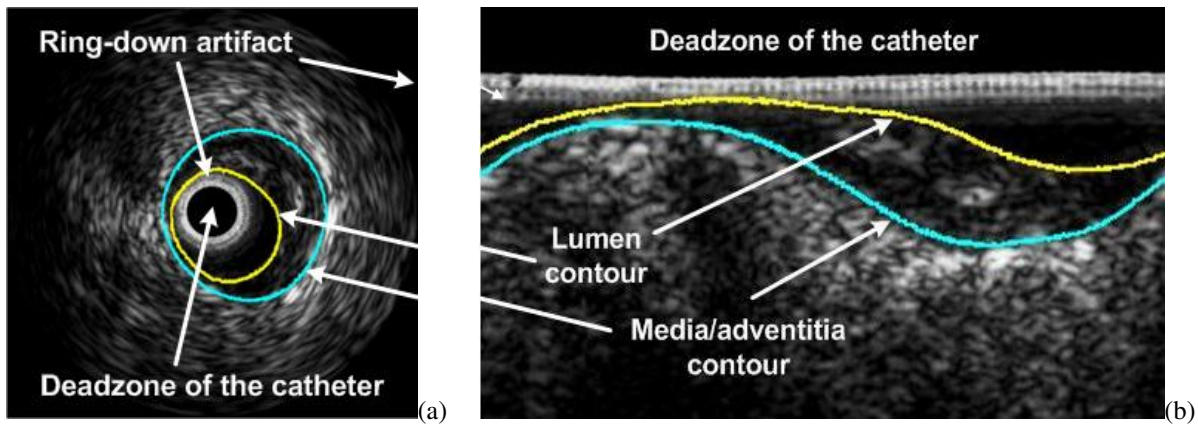 Ring-down artifact
Deadzone of the catheter
(a)
Deadzone of the catheter
Lumen
contour
Media/adventitia
contour
(b)